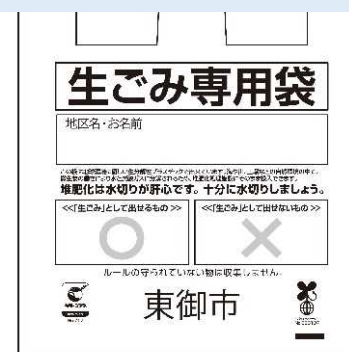 生ごみ専用袋
地区名・お名前
堆肥化は水切りが肝心です。十分に水切りしましょう。
<<「生ごみ」として出せるもの>>
<<「生ごみ」として出せないもの>>
ルールの守られていない物は収集しません
東御市